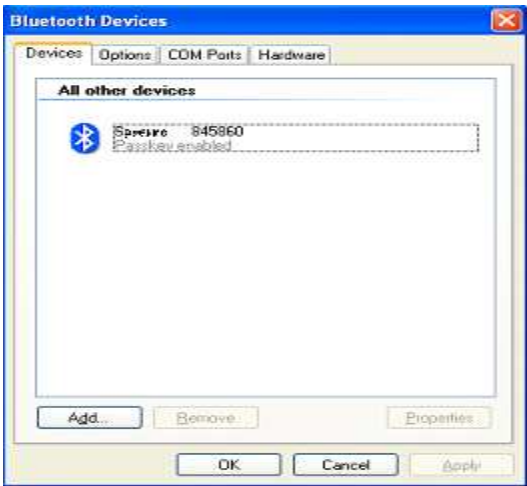 Bluetooth Devices
Devices Options COM Ports Hardware
All other devices
845860
Passkey enabled
Add...
Remove
Properties
OK
Cancel
Apply